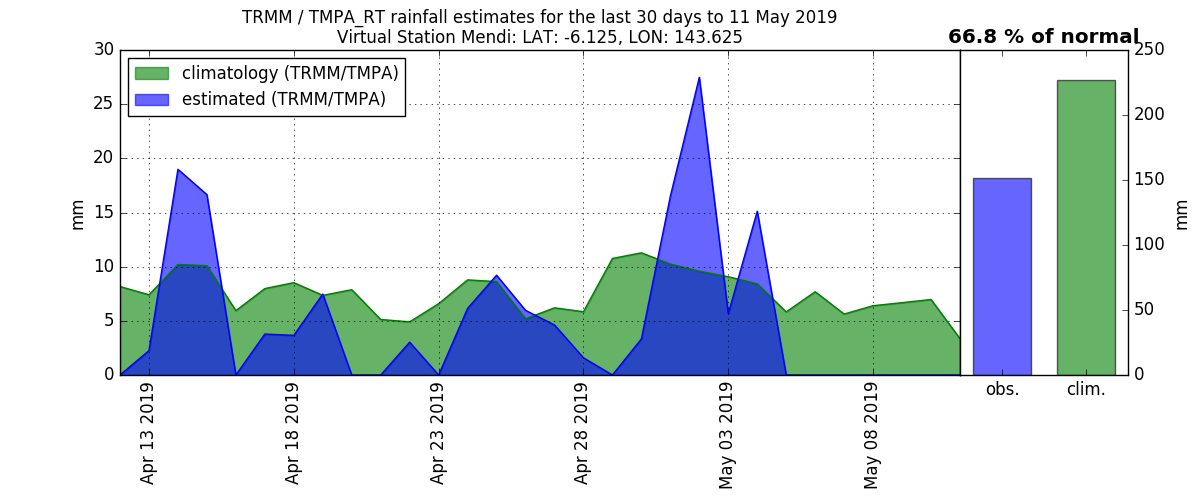 TRMM / TMPA_RT rainfall estimates for the last 30 days to 11 May 2019
Virtual Station Mendi: LAT: -6.125, LON: 143.625
66.8 % of normal
climatology (TRMM/TMPA)
estimated (TRMM/TMPA)
30
25
20
15
10
5
0
mm
Apr 13 2019
Apr 18 2019
Apr 23 2019
Apr 28 2019
May 03 2019
May 08 2019
250
200
150
100
50
0
mm
obs.
clim.